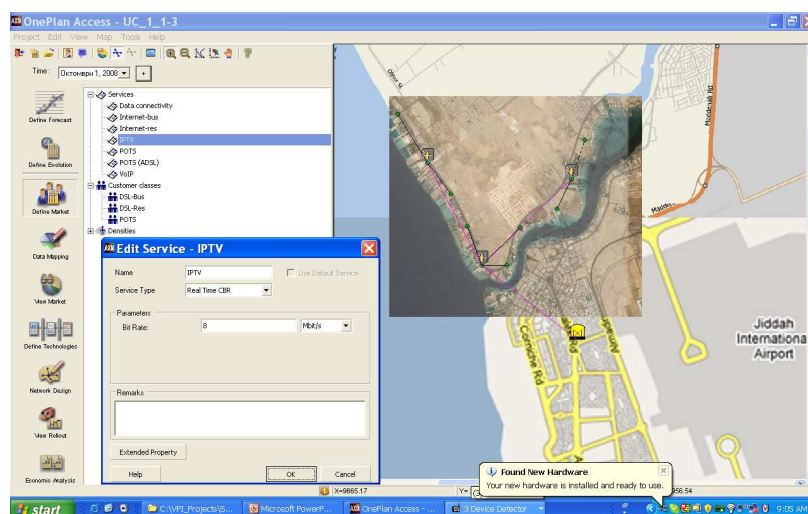 OnePlan Access - UC_1_1-3
Project Edit View Map Tools Help
Time : Октомври 1, 2008
+
Define Forecast
Define Evolution
Define Market
Data Mapping
View Market
Define Technologies
Network Design
View Rollout
Economic Analysis
Services
Data connectivity
Internet-bus
Internet-res
IPTV
POTS
POTS (ADSL)
VoIP
Customer classes
DSL-Bus
DSL-Res
POTS
Densities
Edit Service - IPTV
Name IPTV Use Default Service
Service Type Real Time CBR
Parameters
Bit Rate: 8 Mbit/s
Remarks
Extended Property
Help OK Cancel
Corniche Rd
Jiddah
International
Airport
Found New Hardware
Your new hardware is installed and ready to use.
X=9665.17 Y=
start C:\VPI_Projects\S... Microsoft PowerP... OnePlan Access - ... 3 Device Detector 9:05 AM